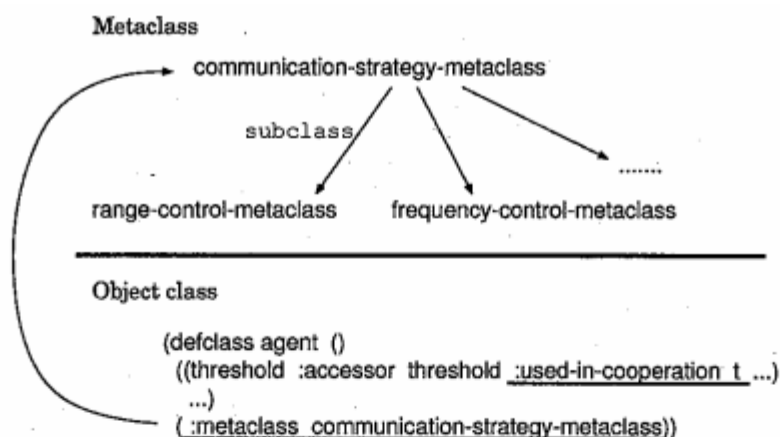 Metaclass
communication-strategy-metaclass
subclass
.......
range-control-metaclass frequency-control-metaclass
Object class
(defclass agent ()
((threshold :accessor threshold :used-in-cooperation t ...)
...)
( :metaclass communication-strategy-metaclass))